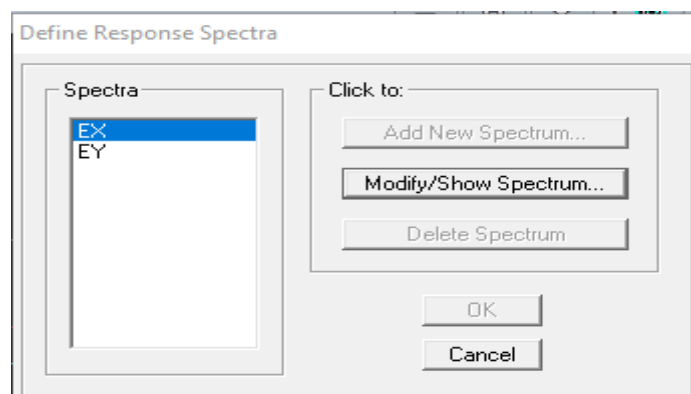 Define Response Spectra
Spectra
EX
EY
Click to:
Add New Spectrum...
Modify/Show Spectrum...
Delete Spectrum
OK
Cancel